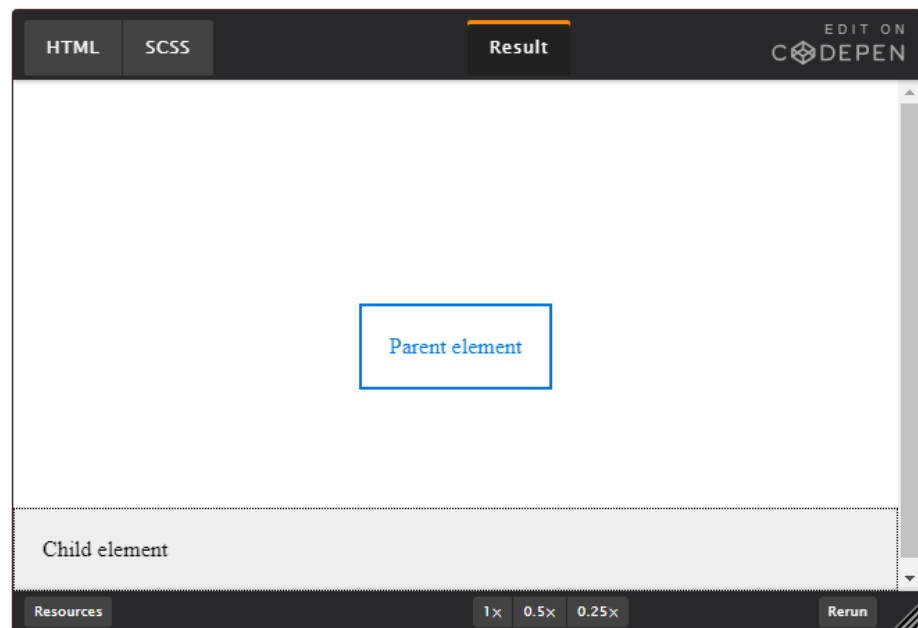 HTML SCSS Result EDIT ON
CODEPEN
Parent element
Child element
Resources 1× 0.5× 0.25× Rerun